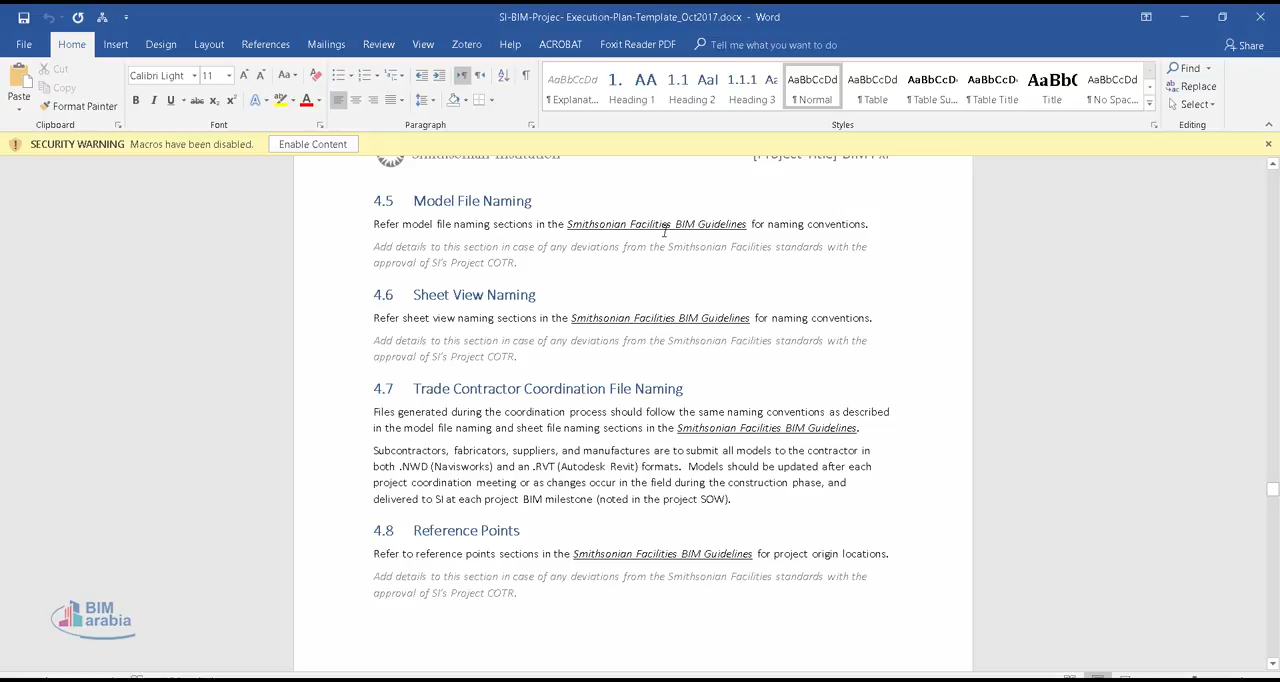 SI-BIM-Projec- Execution-Plan-Template_Oct2017.docx - Word
File Home Insert Design Layout References Mailings Review View Zotero Help ACROBAT Foxit Reader PDF Tell me what you want to do Share
Paste
Cut
Copy
Format Painter
Clipboard
Calibri Light 11
Font
Paragraph
AaBbCcDd 1. AA 1.1 AaI 1.1.1 Aa AaBbCcDd AaBbCcDd AaBbCcD AaBbCcD AaBb( AaBbCcDd
¶ Explanat... Heading 1 Heading 2 Heading 3 ¶ Normal ¶ Table ¶ Table Su... ¶ Table Title Title ¶ No Spac...
Styles
Find
Replace
Select
Editing
SECURITY WARNING Macros have been disabled. Enable Content
Smithsonian Institution [Project Title] BIM PxP
4.5 Model File Naming
Refer model file naming sections in the Smithsonian Facilities BIM Guidelines for naming conventions.
Add details to this section in case of any deviations from the Smithsonian Facilities standards with the
approval of SI's Project COTR.
4.6 Sheet View Naming
Refer sheet view naming sections in the Smithsonian Facilities BIM Guidelines for naming conventions.
Add details to this section in case of any deviations from the Smithsonian Facilities standards with the
approval of SI's Project COTR.
4.7 Trade Contractor Coordination File Naming
Files generated during the coordination process should follow the same naming conventions as described
in the model file naming and sheet file naming sections in the Smithsonian Facilities BIM Guidelines.
Subcontractors, fabricators, suppliers, and manufactures are to submit all models to the contractor in
both .NWD (Navisworks) and an .RVT (Autodesk Revit) formats. Models should be updated after each
project coordination meeting or as changes occur in the field during the construction phase, and
delivered to SI at each project BIM milestone (noted in the project SOW).
4.8 Reference Points
Refer to reference points sections in the Smithsonian Facilities BIM Guidelines for project origin locations.
Add details to this section in case of any deviations from the Smithsonian Facilities standards with the
approval of SI's Project COTR.
BIM
arabia